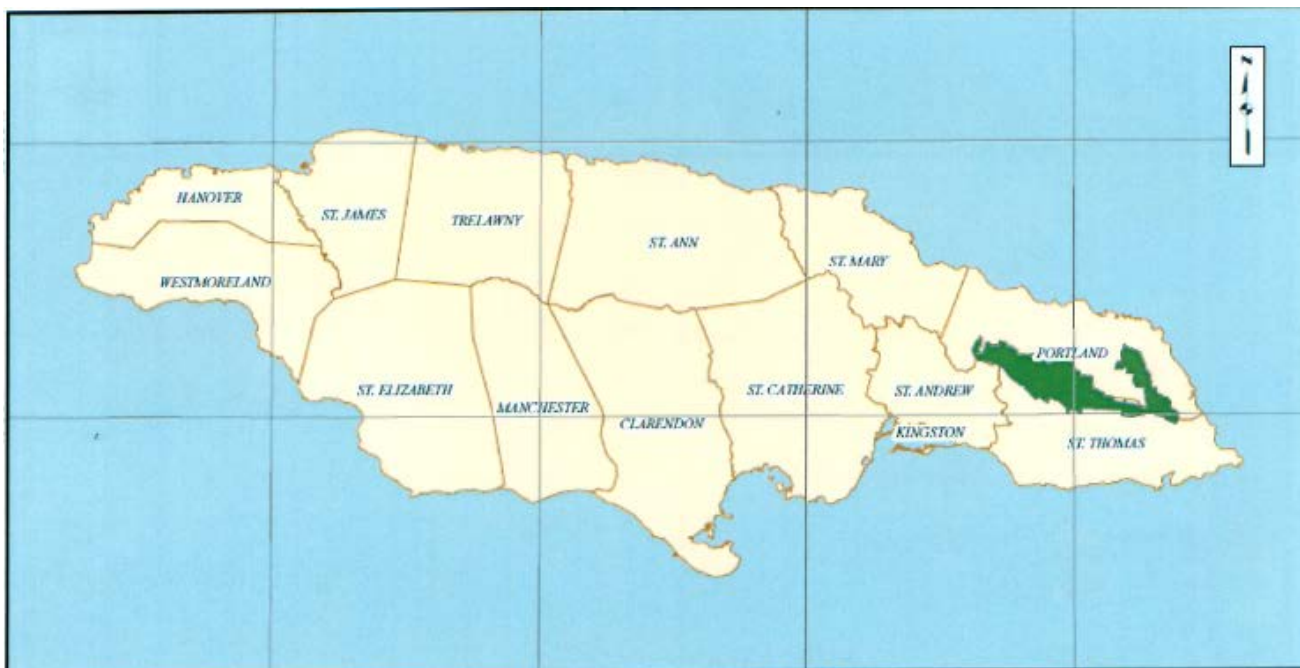 N
HANOVER
ST. JAMES
TRELAWNY
ST. ANN
ST. MARY
WESTMORELAND
PORTLAND
ST. ELIZABETH
MANCHESTER
CLARENDON
ST. CATHERINE
ST. ANDREW
KINGSTON
ST. THOMAS